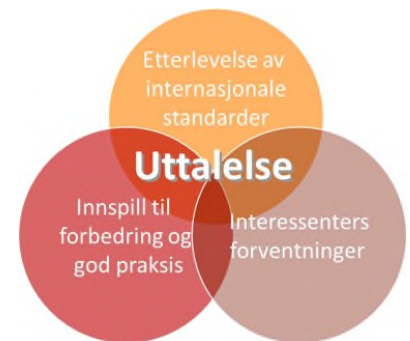 Etterlevelse av
internasjonale
standarder
Uttalelse
Innspill til
forbedring og
god praksis
Interessenters
forventninger